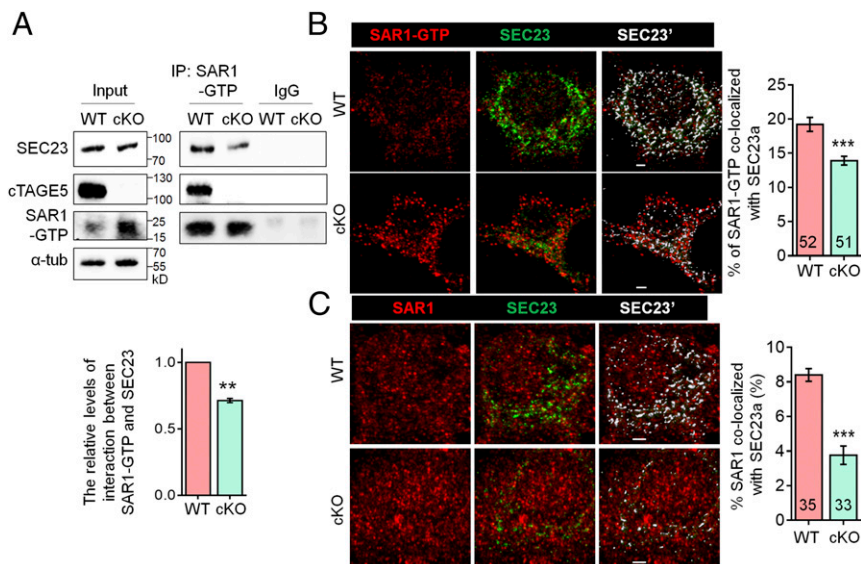 A
Input
IP: SAR1
-GTP
IgG
WT cKO
WT cKO
WT cKO
SEC23
100
70
cTAGE5
130
100
SAR1
-GTP
25
15
α-tub
70
55
kD
The relative levels of
interaction between
SAR1-GTP and SEC23
1.0
0.5
0.0
**
WT cKO
B
SAR1-GTP SEC23 SEC23'
WT
cKO
% of SAR1-GTP co-localized
with SEC23a
25
20
15
10
5
0
***
52 51
WT cKO
C
SAR1 SEC23 SEC23'
WT
cKO
% SAR1 co-localized
with SEC23a (%)
10
8
6
4
2
0
***
35 33
WT cKO